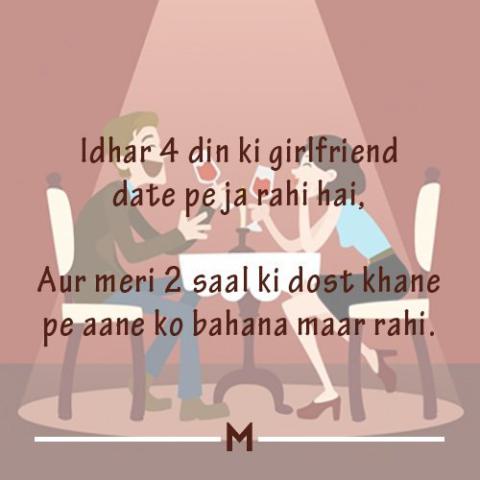 Idhar 4 din ki girlfriend
date pe ja rahi hai,
Aur meri 2 saal ki dost khane
pe aane ko bahana maar rahi.
M